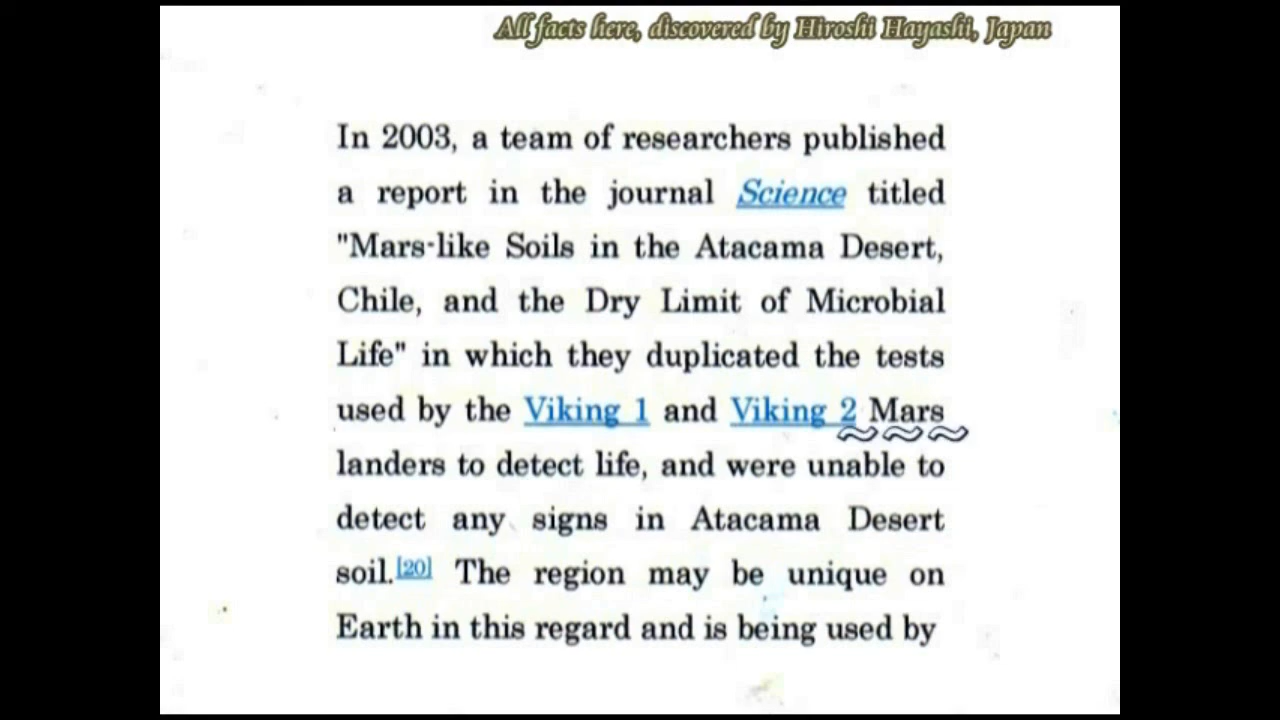 All facts here, discovered by Hiroshi Hayashi, Japan
In 2003, a team of researchers published
a report in the journal Science titled
"Mars-like Soils in the Atacama Desert,
Chile, and the Dry Limit of Microbial
Life" in which they duplicated the tests
used by the Viking 1 and Viking 2 Mars
landers to detect life, and were unable to
detect any signs in Atacama Desert
soil.[20] The region may be unique on
Earth in this regard and is being used by